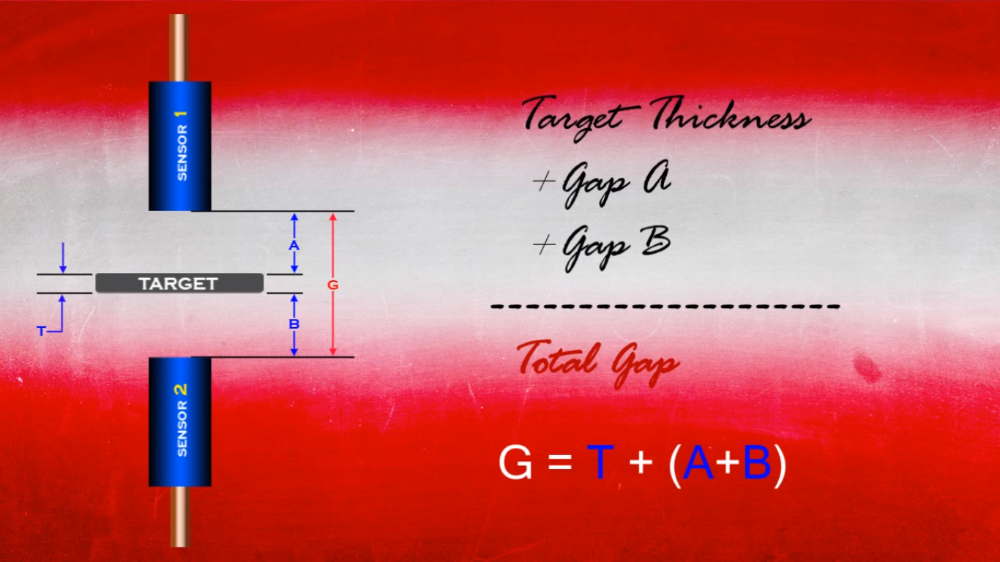 SENSOR 1
A
G
TARGET
B
T
SENSOR 2
Target Thickness
+ Gap A
+ Gap B
--------------------
Total Gap
G = T + (A+B)